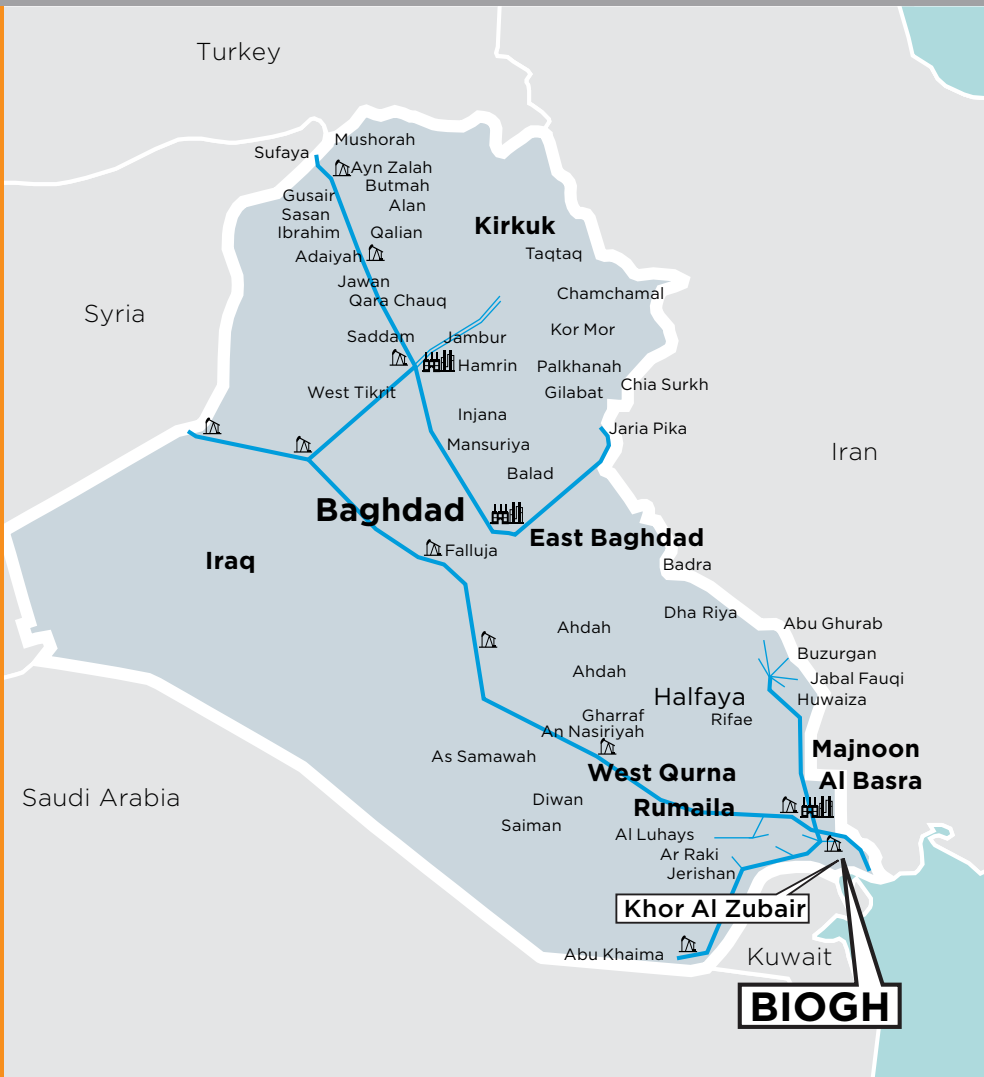 Turkey
Mushorah
Sufaya
Ayn Zalah
Butmah
Gusair
Alan
Sasan
Ibrahim
Qalian
Kirkuk
Adaiyah
Taqtaq
Jawan
Qara Chauq
Chamchamal
Syria
Saddam
Jambur
Kor Mor
Hamrin
Palkhanah
West Tikrit
Gilabat
Chia Surkh
Injana
Jaria Pika
Mansuriya
Iran
Balad
Baghdad
East Baghdad
Falluja
Iraq
Badra
Dha Riya
Abu Ghurab
Ahdah
Buzurgan
Ahdah
Jabal Fauqi
Halfaya
Huwaiza
Gharraf
Rifae
An Nasiriyah
As Samawah
Majnoon
West Qurna
Al Basra
Saudi Arabia
Diwan
Rumaila
Saiman
Al Luhays
Ar Raki
Jerishan
Khor Al Zubair
Abu Khaima
Kuwait
BIOGH